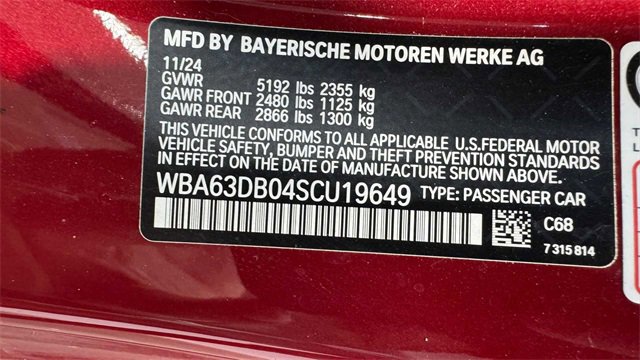 MFD BY BAYERISCHE MOTOREN WERKE AG
11/24
GVWR 5192 lbs 2355 kg
GAWR FRONT 2480 lbs 1125 kg
GAWR REAR 2866 lbs 1300 kg
THIS VEHICLE CONFORMS TO ALL APPLICABLE U.S.FEDERAL MOTOR
VEHICLE SAFETY, BUMPER AND THEFT PREVENTION STANDARDS
IN EFFECT ON THE DATE OF MANUFACTURE SHOWN ABOVE.
WBA63DB04SCU19649 TYPE: PASSENGER CAR
C68
7 315 814